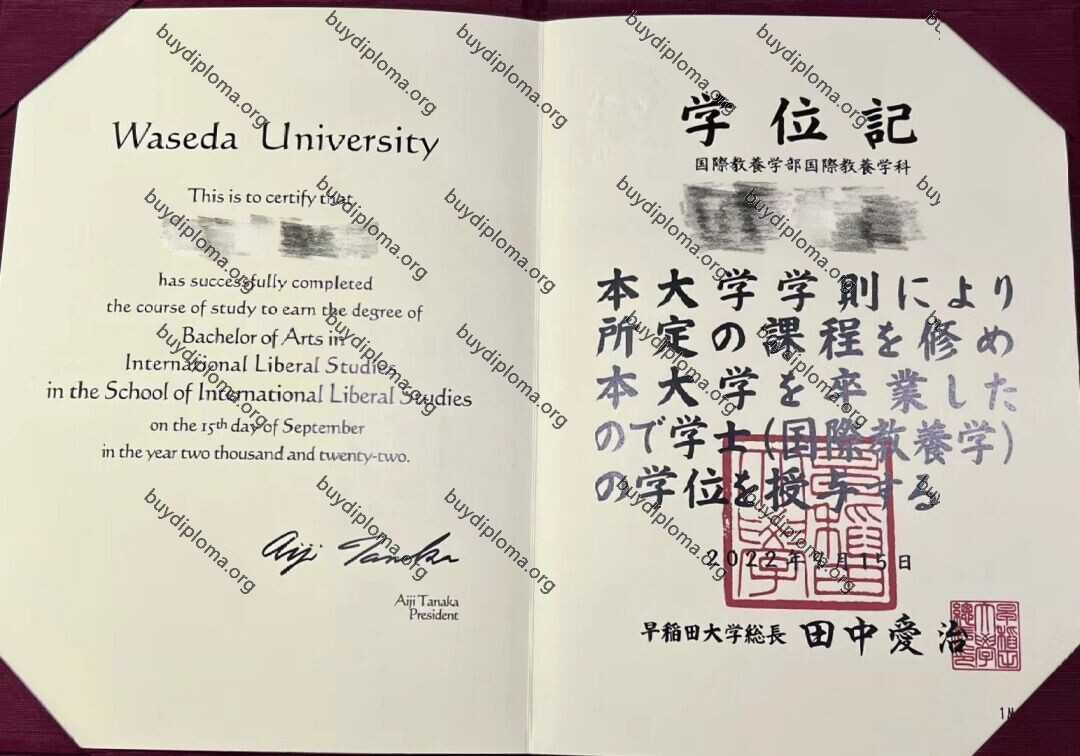 Waseda University
This is to certify that
has successfully completed
the course of study to earn the degree of
Bachelor of Arts in
International Liberal Studies
in the School of International Liberal Studies
on the 15th day of September
in the year two thousand and twenty-two.
Aiji Tanaka
Aiji Tanaka
President
学位記
国際教養学部国際教養学科
本大学学則により
所定の課程を修め
本大学を卒業した
ので学士(国際教養学)
の学位を授与する
2022年9月15日
早稲田大学総長 田中愛治
buydiploma.org